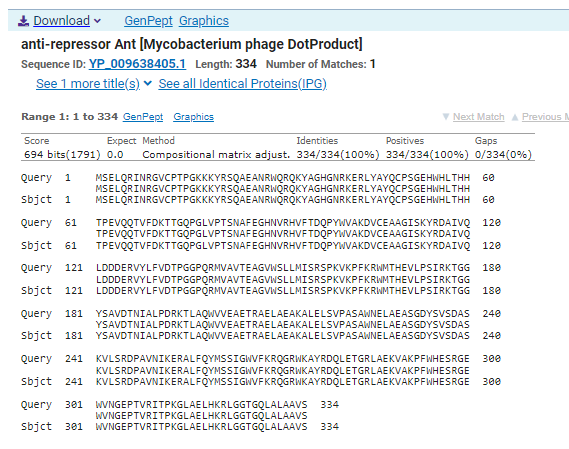 Download GenPept Graphics
anti-repressor Ant [Mycobacterium phage DotProduct]
Sequence ID: YP_009638405.1 Length: 334 Number of Matches: 1
See 1 more title(s) See all Identical Proteins(IPG)
Range 1: 1 to 334 GenPept Graphics Next Match Previous M
Score Expect Method Identities Positives Gaps
694 bits(1791) 0.0 Compositional matrix adjust. 334/334(100%) 334/334(100%) 0/334(0%)
Query 1 MSELQRINRGVCPTPGKKKYRSQAEANRWQRQKYAGHGNRKERLYAYQCPSGEHWHLTHH 60
MSELQRINRGVCPTPGKKKYRSQAEANRWQRQKYAGHGNRKERLYAYQCPSGEHWHLTHH
Sbjct 1 MSELQRINRGVCPTPGKKKYRSQAEANRWQRQKYAGHGNRKERLYAYQCPSGEHWHLTHH 60
Query 61 TPEVQQTVFDKTTGQPGLVPTSNAFEGHNVRHVFTDQPYWVAKDVCEAAGISKYRDAIVQ 120
TPEVQQTVFDKTTGQPGLVPTSNAFEGHNVRHVFTDQPYWVAKDVCEAAGISKYRDAIVQ
Sbjct 61 TPEVQQTVFDKTTGQPGLVPTSNAFEGHNVRHVFTDQPYWVAKDVCEAAGISKYRDAIVQ 120
Query 121 LDDDERVYLFVDTPGGPQRMVAVTEAGVWSLLMISRSPKVKPFKRWMTHEVLPSIRKTGG 180
LDDDERVYLFVDTPGGPQRMVAVTEAGVWSLLMISRSPKVKPFKRWMTHEVLPSIRKTGG
Sbjct 121 LDDDERVYLFVDTPGGPQRMVAVTEAGVWSLLMISRSPKVKPFKRWMTHEVLPSIRKTGG 180
Query 181 YSAVDTNIALPDRKTLAQWVVEAETRAELAEAKALELSVPASAWNELAEASGDYSVSDAS 240
YSAVDTNIALPDRKTLAQWVVEAETRAELAEAKALELSVPASAWNELAEASGDYSVSDAS
Sbjct 181 YSAVDTNIALPDRKTLAQWVVEAETRAELAEAKALELSVPASAWNELAEASGDYSVSDAS 240
Query 241 KVLSRDPAVNIKERALFQYMSSIGWVFKRQGRWKAYRDQLETGRLAEKVAKPFWHESRGE 300
KVLSRDPAVNIKERALFQYMSSIGWVFKRQGRWKAYRDQLETGRLAEKVAKPFWHESRGE
Sbjct 241 KVLSRDPAVNIKERALFQYMSSIGWVFKRQGRWKAYRDQLETGRLAEKVAKPFWHESRGE 300
Query 301 WVNGEPTVRITPKGLAELHKRLGGTGQLALAAVS 334
WVNGEPTVRITPKGLAELHKRLGGTGQLALAAVS
Sbjct 301 WVNGEPTVRITPKGLAELHKRLGGTGQLALAAVS 334